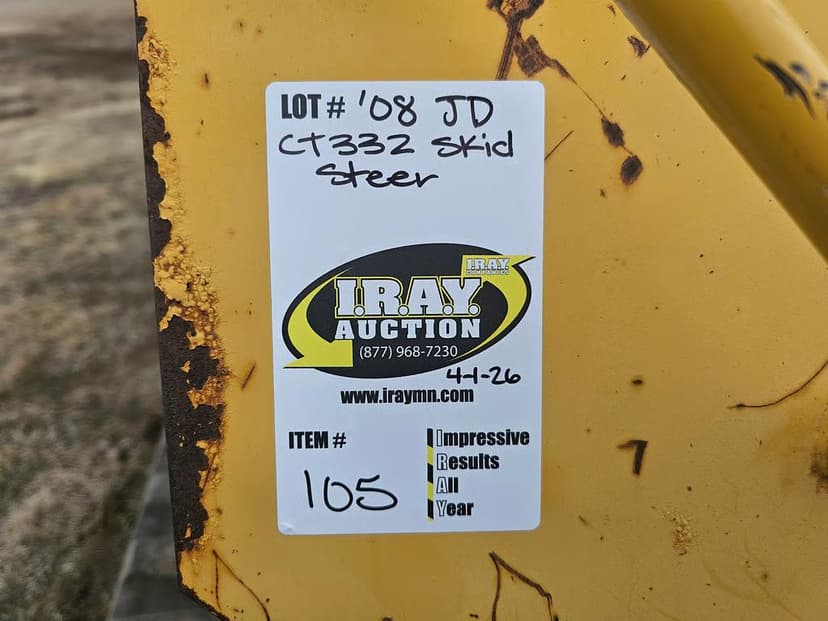 LOT # '08 JD
CT332 Skid
Steer
I.R.A.Y.
COMPANIES
I.R.A.Y.
AUCTION
(877) 968-7230
4-1-26
www.iraymn.com
ITEM #
105
Impressive
Results
All
Year